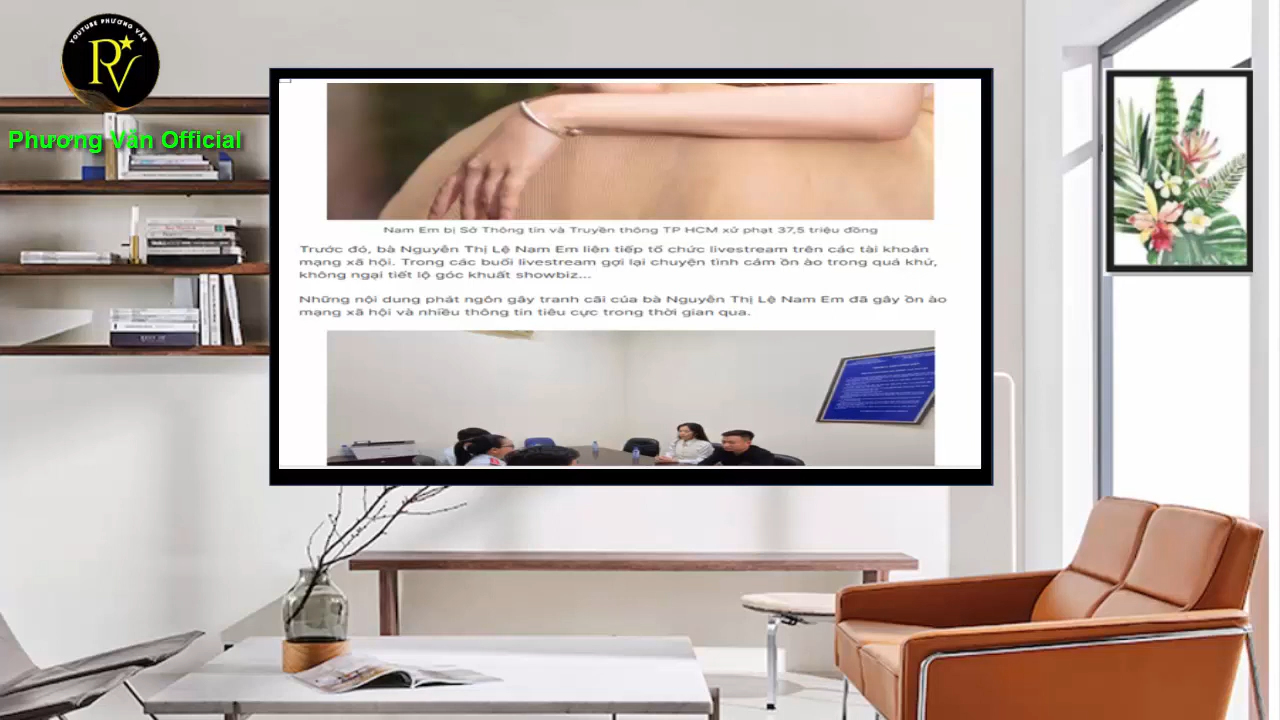 YOUTUBE PHƯƠNG VÂN
PV
Phương Vân Official
Nam Em bị Sở Thông tin và Truyền thông TP HCM xử phạt 37,5 triệu đồng
Trước đó, bà Nguyễn Thị Lệ Nam Em liên tiếp tổ chức livestream trên các tài khoản
mạng xã hội. Trong các buổi livestream gợi lại chuyện tình cảm ồn ào trong quá khứ,
không ngại tiết lộ góc khuất showbiz...
Những nội dung phát ngôn gây tranh cãi của bà Nguyễn Thị Lệ Nam Em đã gây ồn ào
mạng xã hội và nhiều thông tin tiêu cực trong thời gian qua.